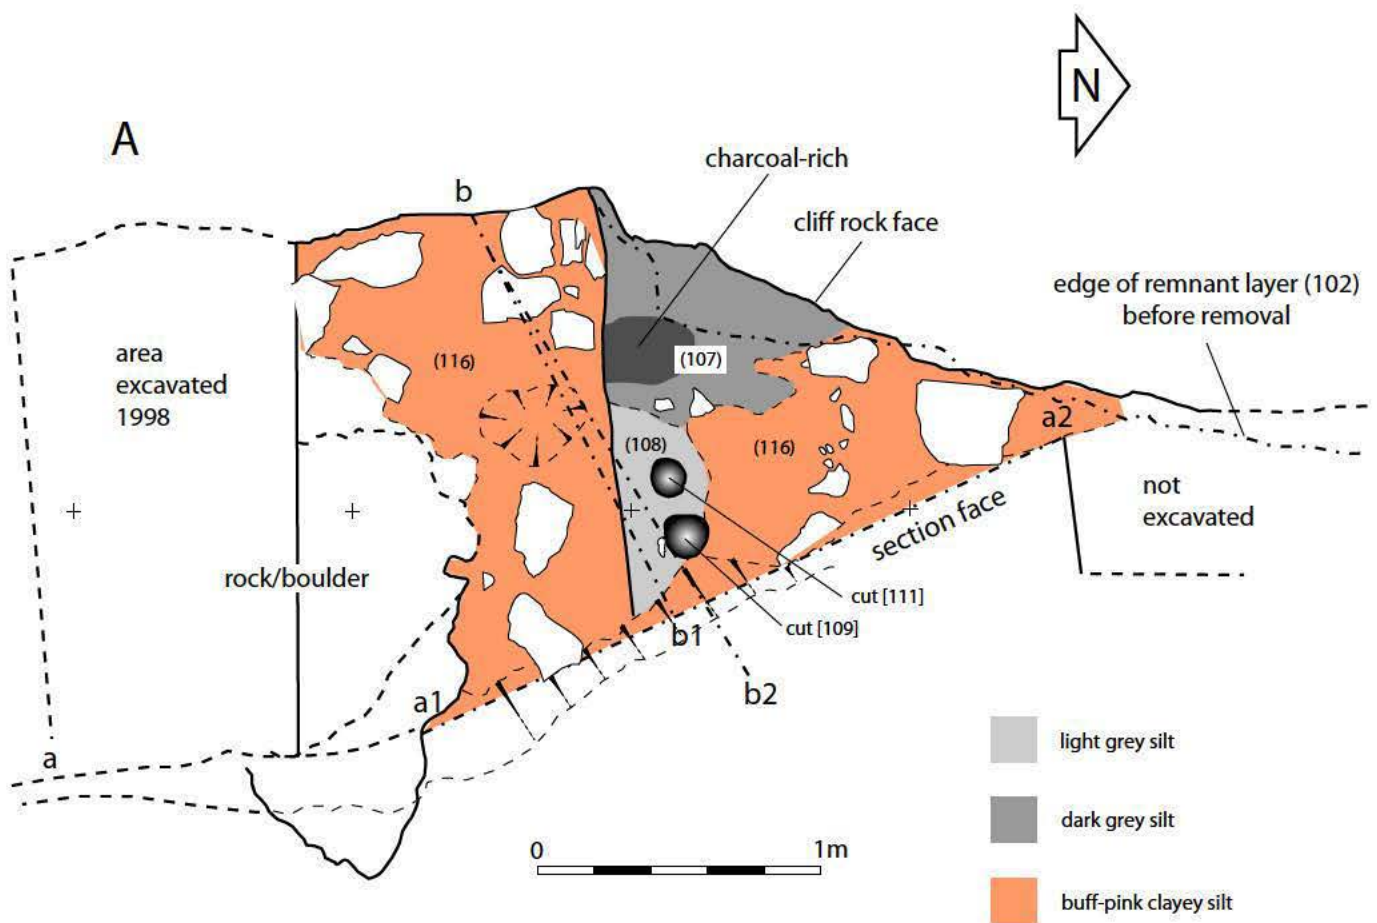 N
A
charcoal-rich
b
cliff rock face
edge of remnant layer (102)
before removal
area
excavated
1998
(116)
(107)
a2
(108)
(116)
not
excavated
section face
rock/boulder
cut [111]
cut [109]
b1
b2
a1
a
light grey silt
0
1m
dark grey silt
buff-pink clayey silt